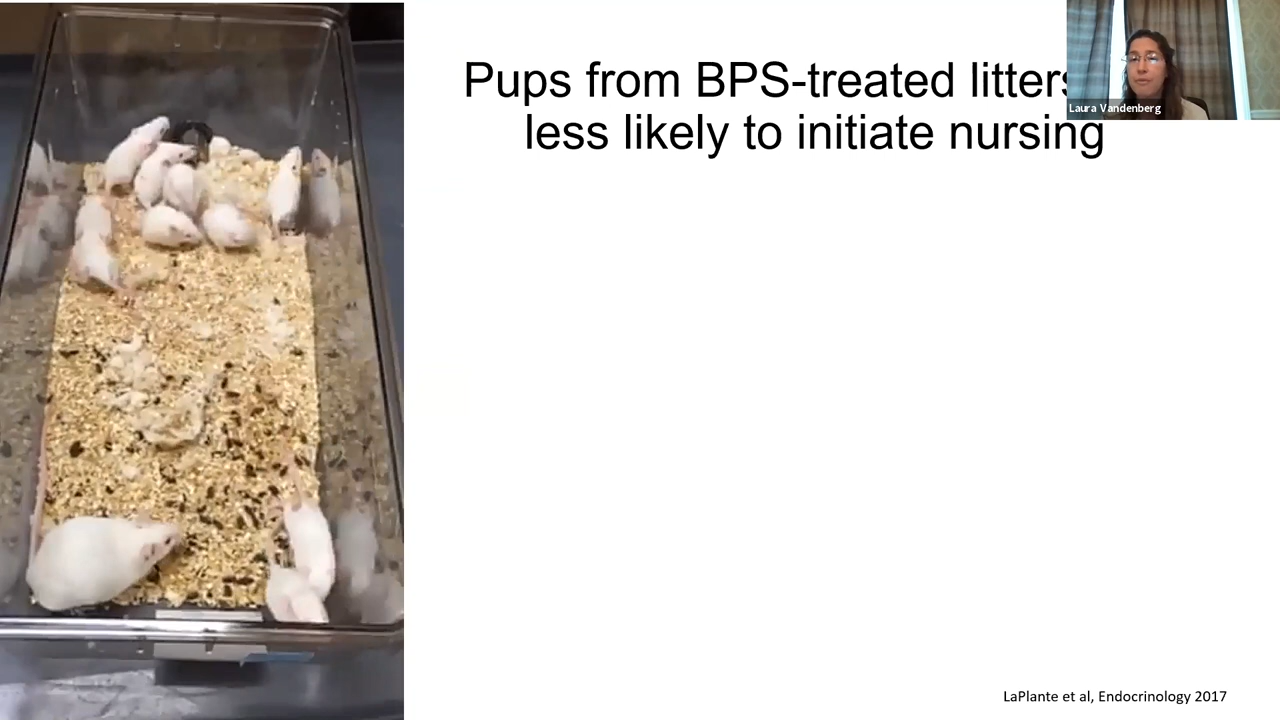 Pups from BPS-treated litters
less likely to initiate nursing
Laura Vandenberg
LaPlante et al, Endocrinology 2017